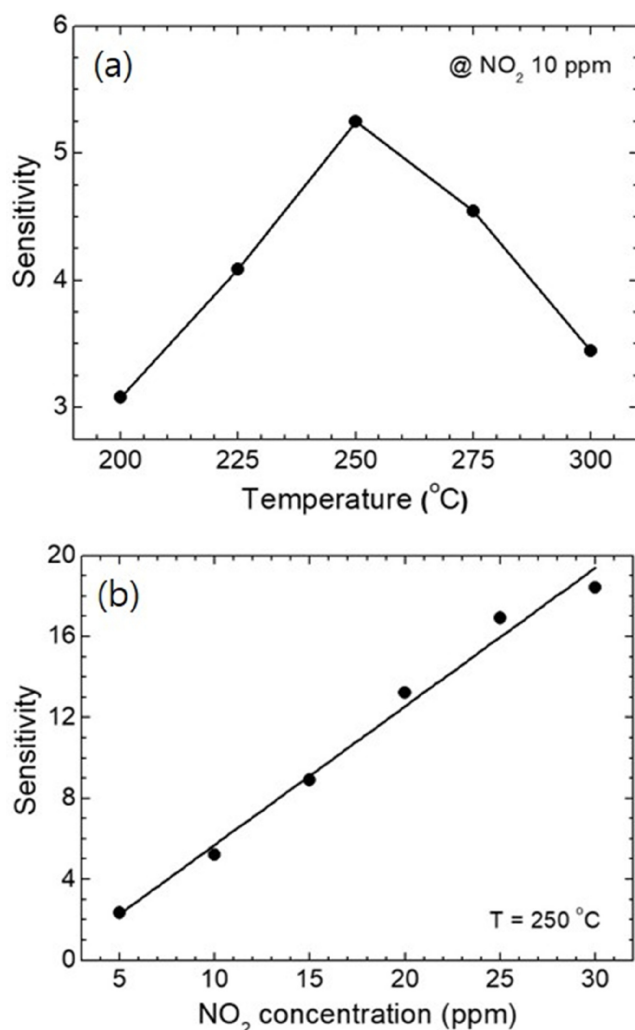 6
(a)
@ NO₂ 10 ppm
5
Sensitivity
4
3
200 225 250 275 300
Temperature (°C)
20
(b)
16
12
Sensitivity
8
4
T = 250 °C
0
5 10 15 20 25 30
NO₂ concentration (ppm)